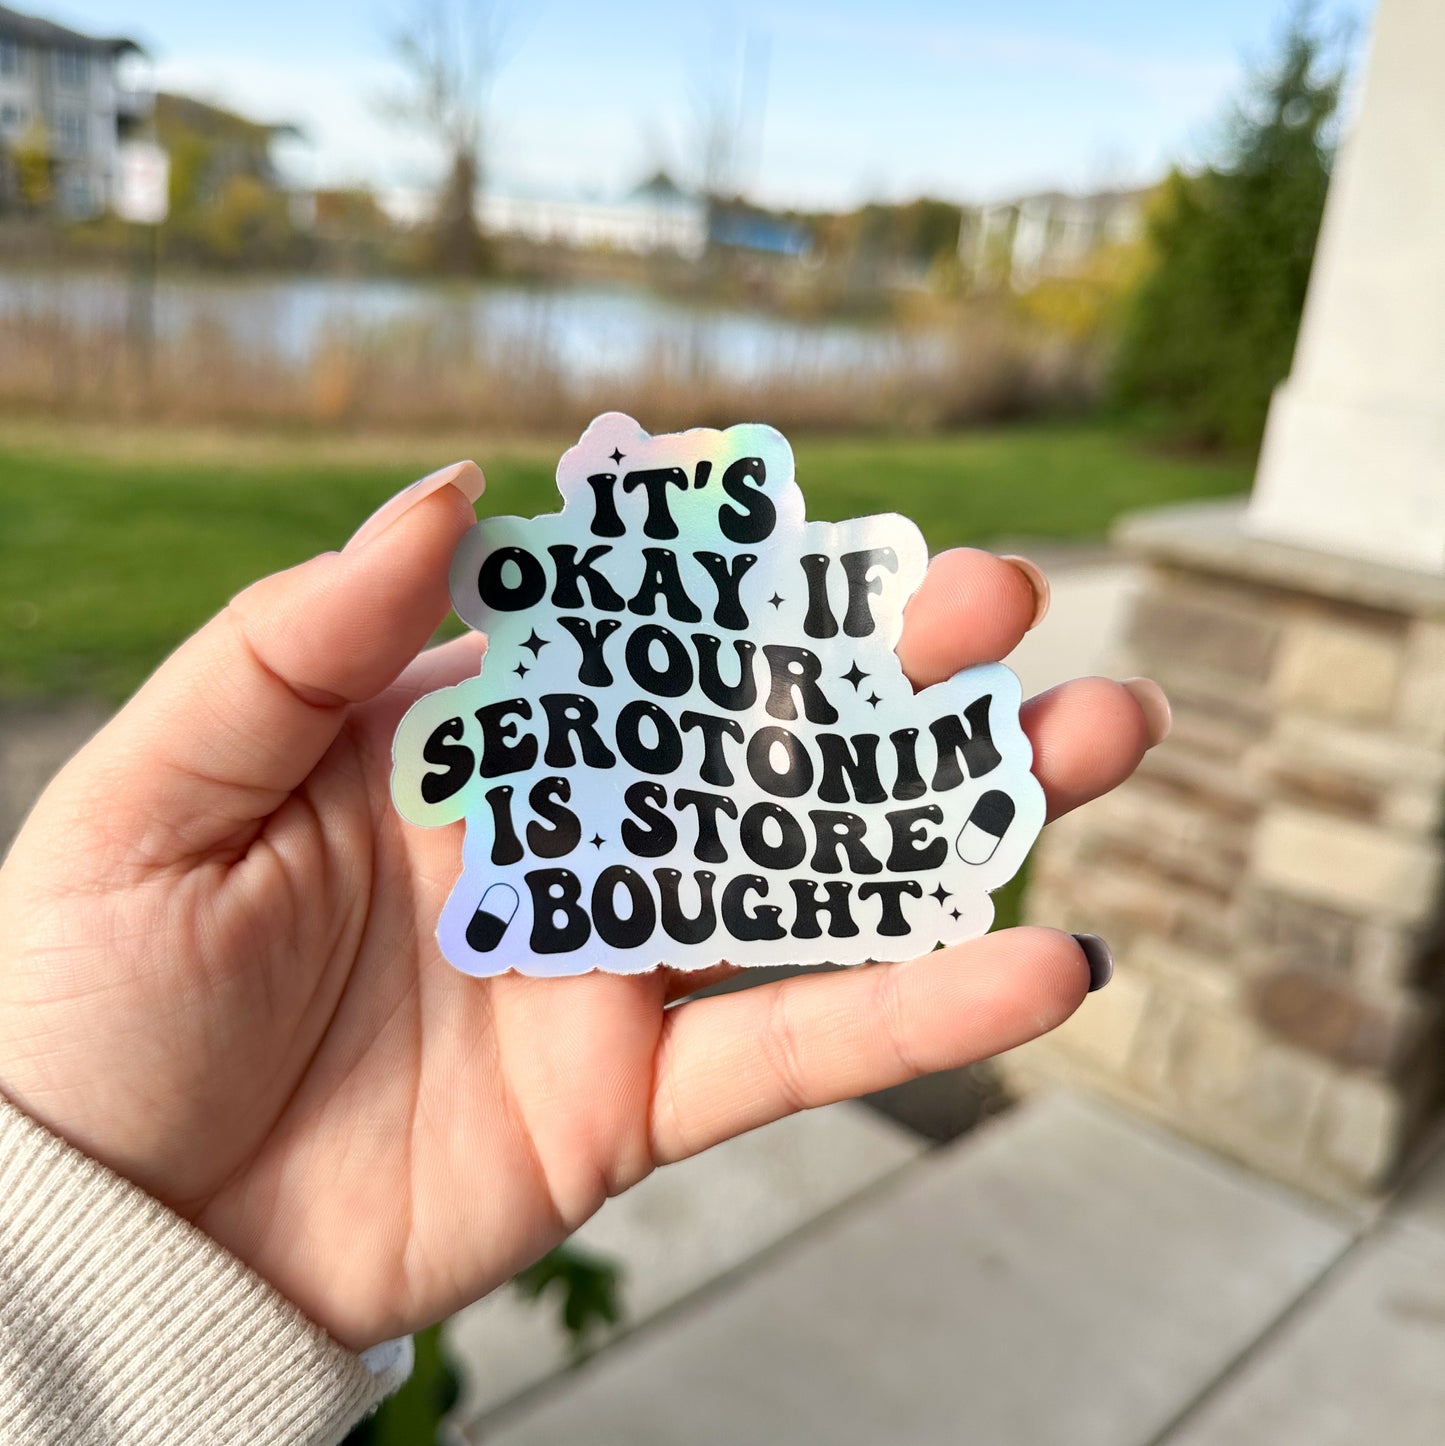 IT'S
OKAY IF
YOUR
SEROTONIN
IS STORE
BOUGHT